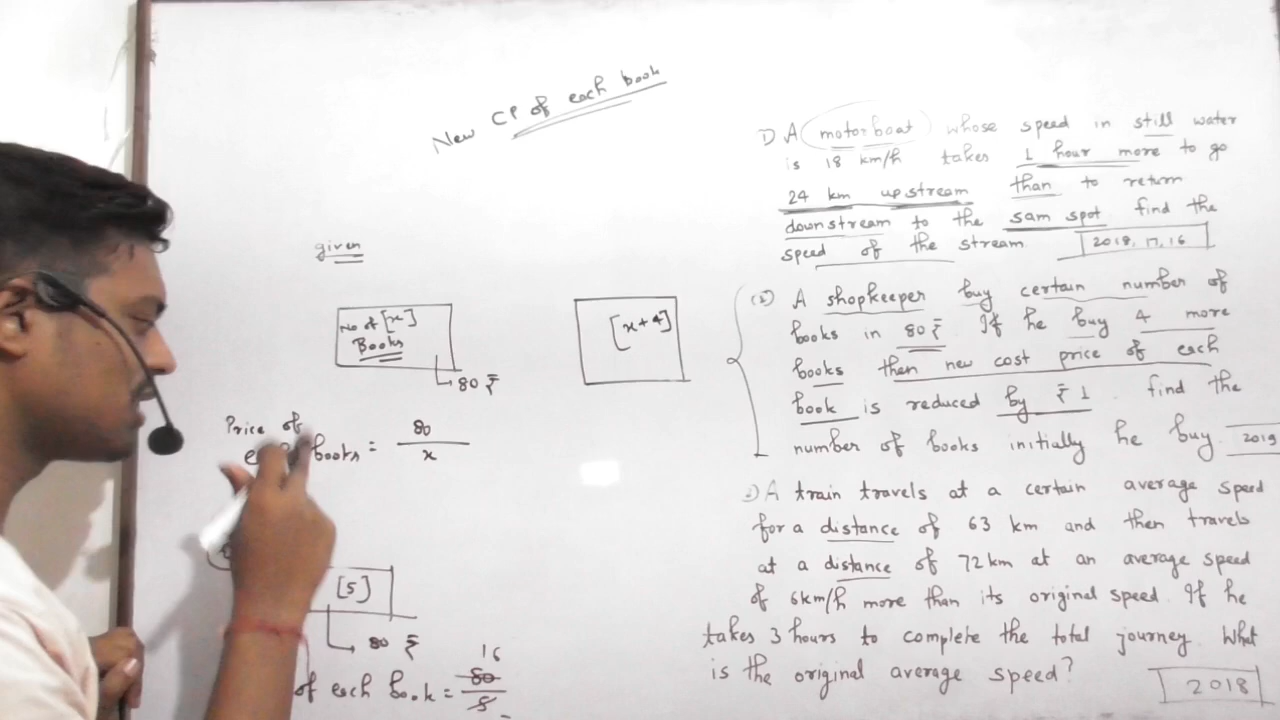 New CP of each book
given
No of [x]
Books
80 ₹
[x+4]
Price of
books = 80/x
[5]
80 ₹
16
of each book = 80/5
1) A motorboat whose speed in still water
is 18 km/h takes 1 hour more to go
24 km upstream than to return
downstream to the sam spot find the
speed of the stream 2018, 17, 16
(2) A shopkeeper buy certain number of
books in 80 ₹. If he buy 4 more
books then new cost price of each
book is reduced by ₹ 1. find the
number of books initially he buy. 2019
A train travels at a certain average speed
for a distance of 63 km and then travels
at a distance of 72 km at an average speed
of 6 km/h more than its original speed. If he
takes 3 hours to complete the total journey. What
is the original average speed?
2018